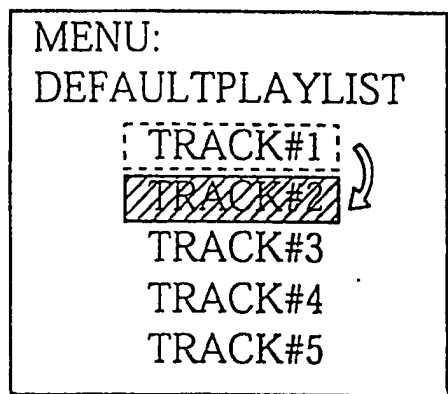 MENU:
DEFAULTPLAYLIST
TRACK#1
TRACK#2
TRACK#3
TRACK#4
TRACK#5